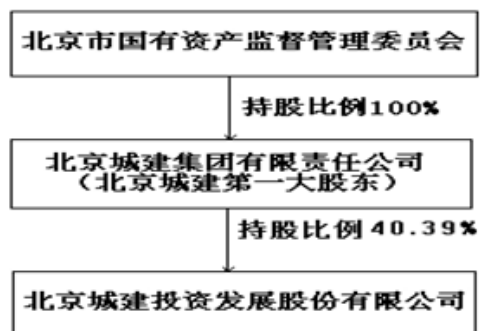 北京市国有资产监督管理委员会
持股比例100%
北京城建集团有限责任公司
（北京城建第一大股东）
持股比例 40.39%
北京城建投资发展股份有限公司